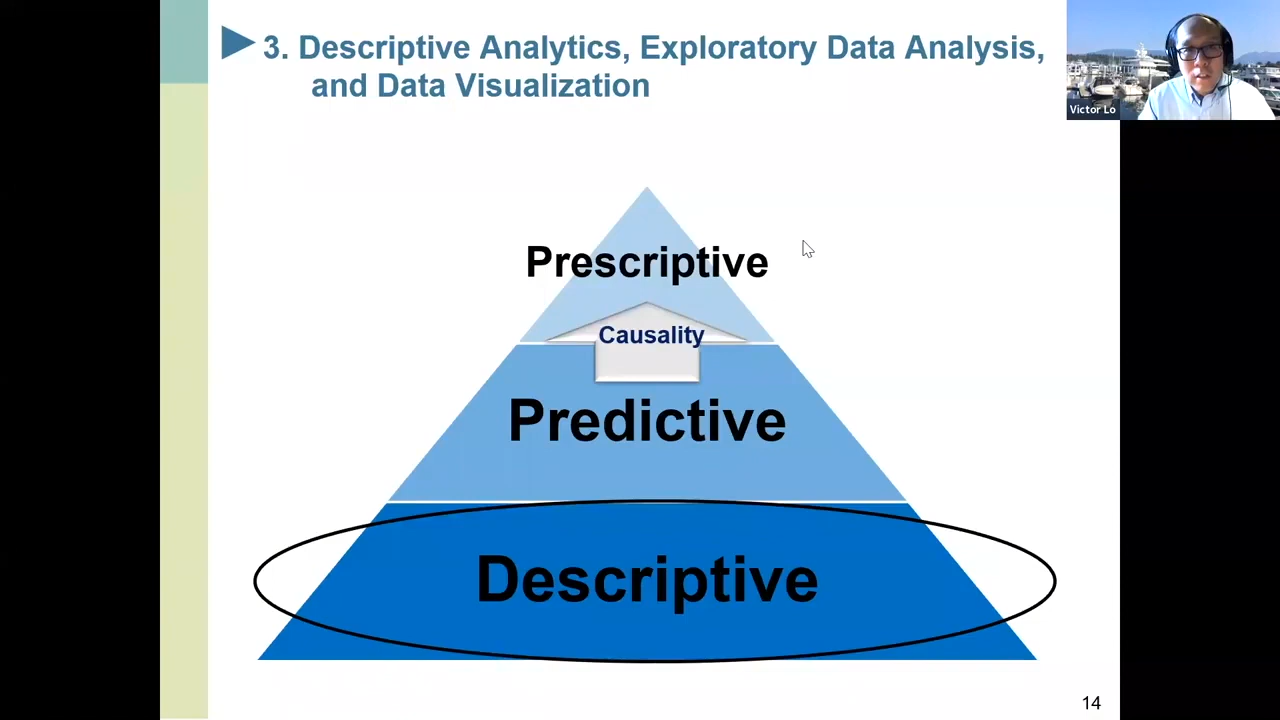 3. Descriptive Analytics, Exploratory Data Analysis,
and Data Visualization
Victor Lo
Prescriptive
Causality
Predictive
Descriptive
14